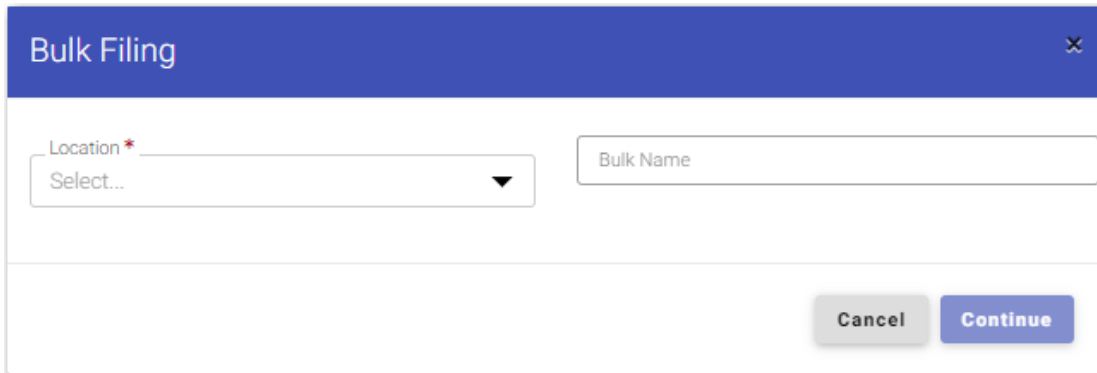 Bulk Filing
Location *
Select...
Bulk Name
Cancel
Continue